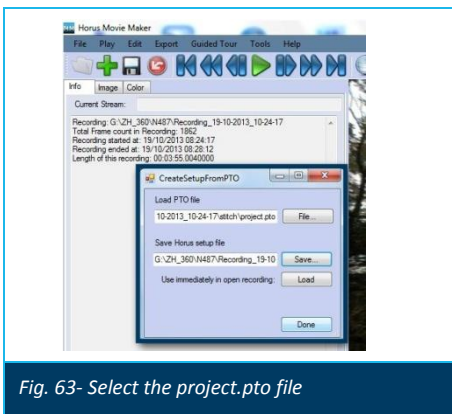 Horus Movie Maker
File Play Edit Export Guided Tour Tools Help
Info Image Color
Current Stream:
Recording: G:\ZH_360\N487\Recording_19-10-2013_10-24-17
Total Frame count in Recording: 1862
Recording started at: 19/10/2013 08:24:17
Recording ended at: 19/10/2013 08:28:12
Length of this recording: 00:03:55.0040000
CreateSetupFromPTO
Load PTO file
10-2013_10-24-17\stitch\project.pto File...
Save Horus setup file
G:\ZH_360\N487\Recording_19-10 Save...
Use immediately in open recording: Load
Done
Fig. 63- Select the project.pto file